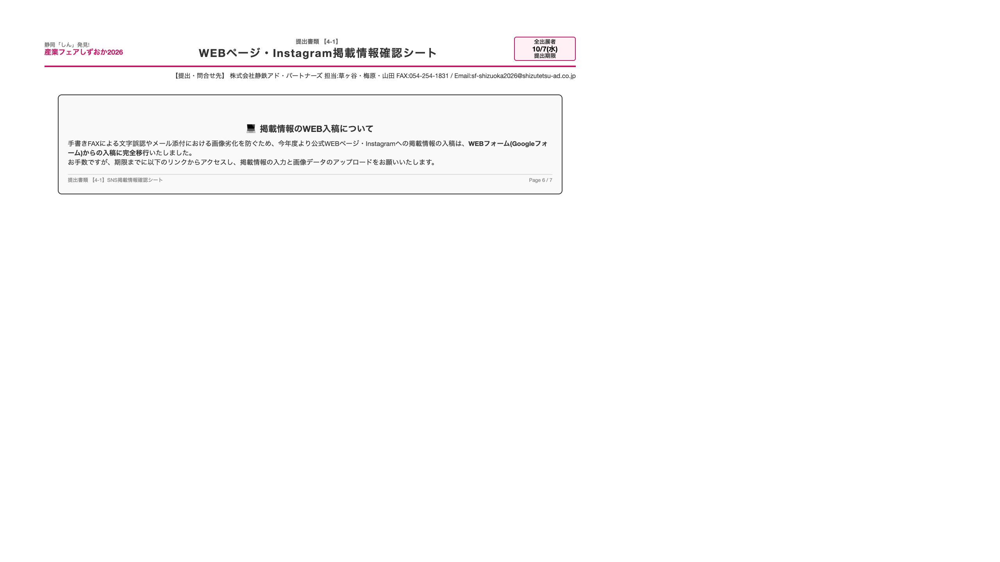 静岡「しん」発見!
産業フェアしずおか2026
提出書類 【4-1】
WEBページ・Instagram掲載情報確認シート
全出展者
10/7(水)
提出期限
【提出・問合せ先】 株式会社静鉄アド・パートナーズ 担当:草ヶ谷・梅原・山田 FAX:054-254-1831 / Email:sf-shizuoka2026@shizutetsu-ad.co.jp
💻 掲載情報のWEB入稿について
手書きFAXによる文字誤認やメール添付における画像劣化を防ぐため、今年度より公式WEBページ・Instagramへの掲載情報の入稿は、WEBフォーム(Googleフォ
ーム)からの入稿に完全移行いたしました。
お手数ですが、期限までに以下のリンクからアクセスし、掲載情報の入力と画像データのアップロードをお願いいたします。
提出書類 【4-1】SNS掲載情報確認シート
Page 6 / 7